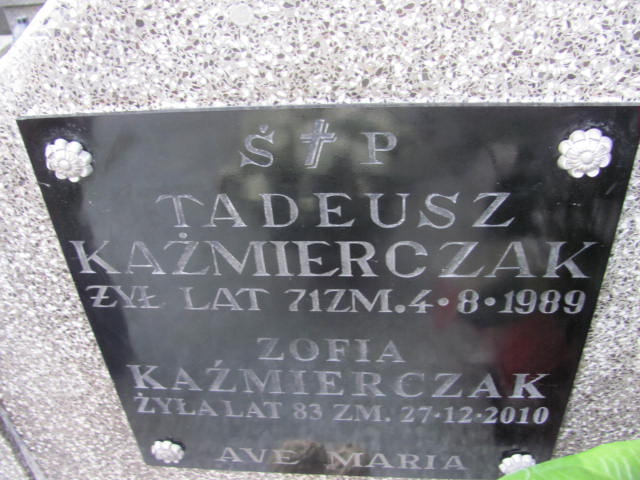 Ś † P
TADEUSZ
KAŹMIERCZAK
ŻYŁ LAT 71 ZM. 4·8·1989
ZOFIA
KAŹMIERCZAK
ŻYŁA LAT 83 ZM. 27·12·2010
AVE MARIA